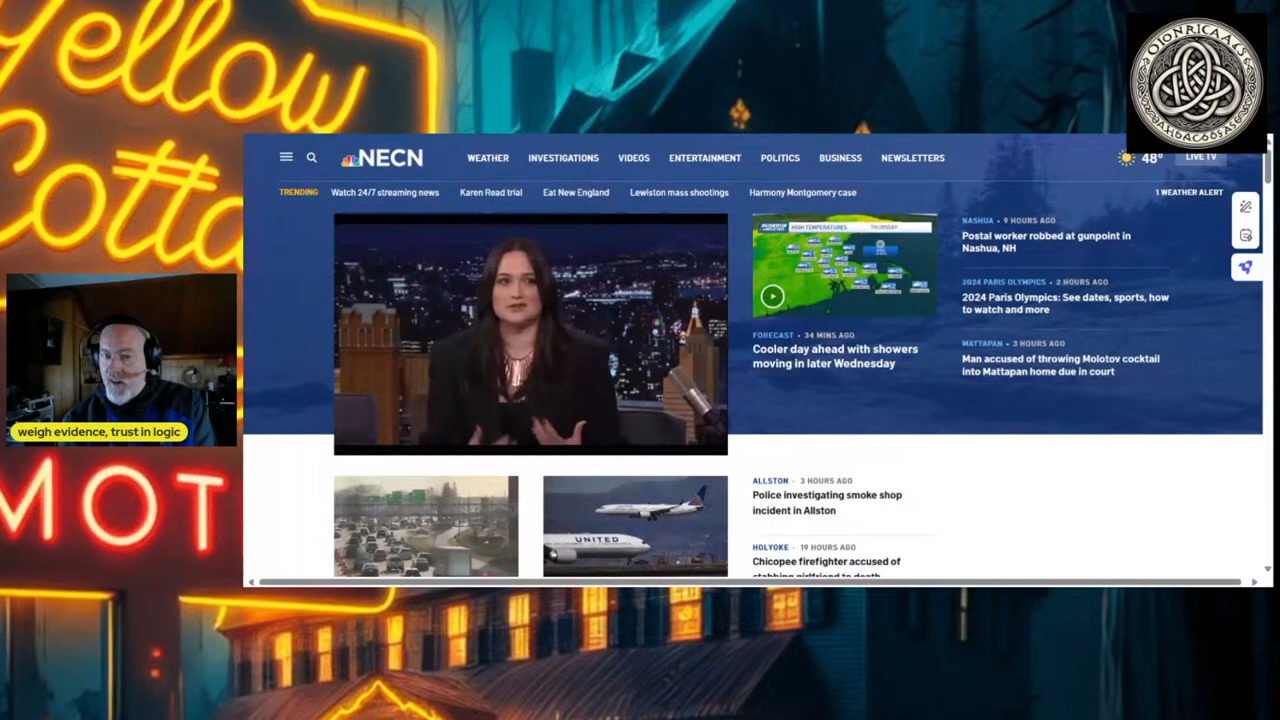 Yellow
Cotta
MOT
NECN
WEATHER INVESTIGATIONS VIDEOS ENTERTAINMENT POLITICS BUSINESS NEWSLETTERS
48°
LIVE TV
TRENDING Watch 24/7 streaming news Karen Read trial Eat New England Lewiston mass shootings Harmony Montgomery case
1 WEATHER ALERT
HIGH TEMPERATURES THURSDAY
FORECAST • 34 MINS AGO
Cooler day ahead with showers
moving in later Wednesday
NASHUA • 9 HOURS AGO
Postal worker robbed at gunpoint in
Nashua, NH
2024 PARIS OLYMPICS • 2 HOURS AGO
2024 Paris Olympics: See dates, sports, how
to watch and more
MATTAPAN • 3 HOURS AGO
Man accused of throwing Molotov cocktail
into Mattapan home due in court
weigh evidence, trust in logic
UNITED
ALLSTON · 3 HOURS AGO
Police investigating smoke shop
incident in Allston
HOLYOKE · 19 HOURS AGO
Chicopee firefighter accused of
stabbing girlfriend to death